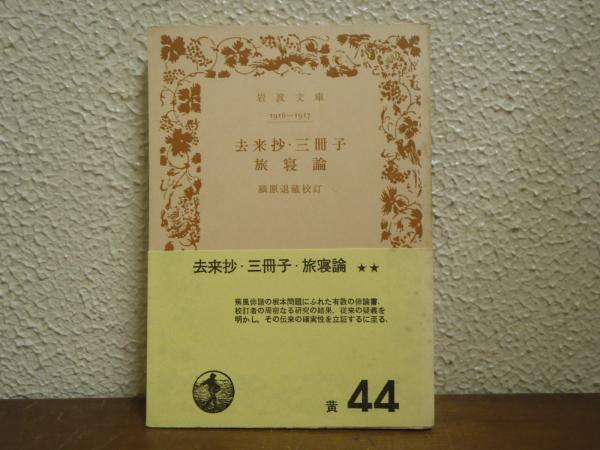 岩波文庫
1916—1917
去来抄・三冊子
旅寝論
潁原退蔵校訂
去来抄・三冊子・旅寝論 ★★
蕉風俳諧の根本問題にふれた有数の俳論書．
校訂者の周密なる研究の結果，従来の疑義を
明かし，その伝来の確実性を立証するに至る．
黄 44